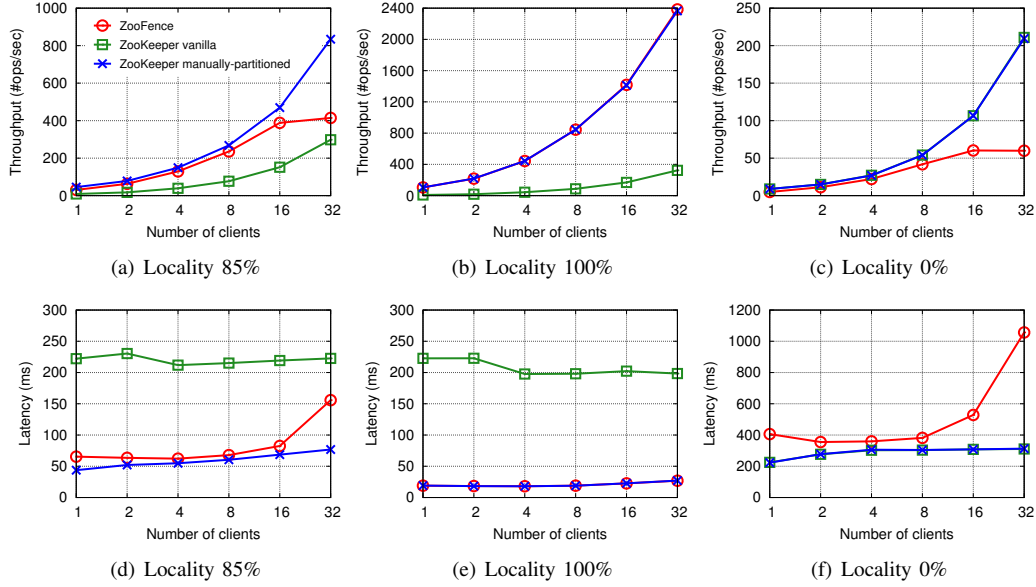 1000
800
600
400
200
0
Throughput (#ops/sec)
ZooFence
ZooKeeper vanilla
ZooKeeper manually-partitioned
1 2 4 8 16 32
Number of clients
(a) Locality 85%
2400
2000
1600
1200
800
400
0
Throughput (#ops/sec)
1 2 4 8 16 32
Number of clients
(b) Locality 100%
250
200
150
100
50
0
Throughput (#ops/sec)
1 2 4 8 16 32
Number of clients
(c) Locality 0%
300
250
200
150
100
50
0
Latency (ms)
1 2 4 8 16 32
Number of clients
(d) Locality 85%
300
250
200
150
100
50
0
Latency (ms)
1 2 4 8 16 32
Number of clients
(e) Locality 100%
1200
1000
800
600
400
200
0
Latency (ms)
1 2 4 8 16 32
Number of clients
(f) Locality 0%